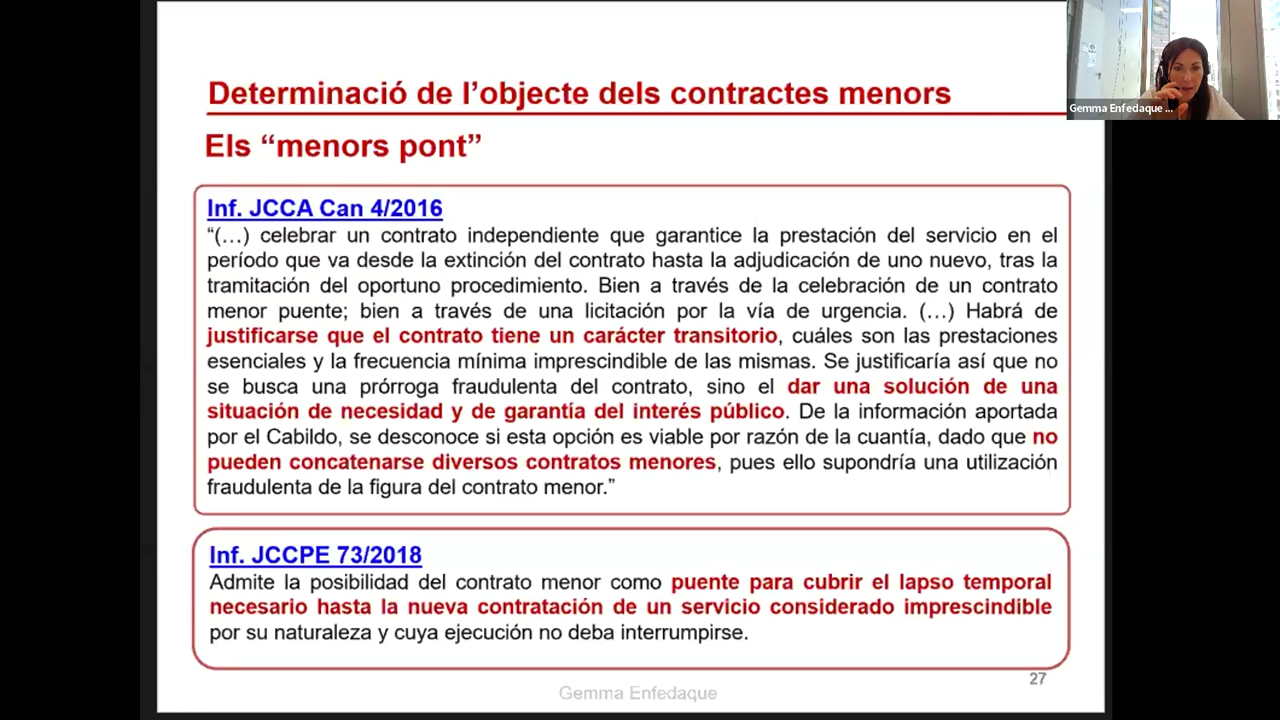 Gemma Enfedaque ...
Determinació de l’objecte dels contractes menors
Els “menors pont”
Inf. JCCA Can 4/2016
“(…) celebrar un contrato independiente que garantice la prestación del servicio en el
período que va desde la extinción del contrato hasta la adjudicación de uno nuevo, tras la
tramitación del oportuno procedimiento. Bien a través de la celebración de un contrato
menor puente; bien a través de una licitación por la vía de urgencia. (…) Habrá de
justificarse que el contrato tiene un carácter transitorio, cuáles son las prestaciones
esenciales y la frecuencia mínima imprescindible de las mismas. Se justificaría así que no
se busca una prórroga fraudulenta del contrato, sino el dar una solución de una
situación de necesidad y de garantía del interés público. De la información aportada
por el Cabildo, se desconoce si esta opción es viable por razón de la cuantía, dado que no
pueden concatenarse diversos contratos menores, pues ello supondría una utilización
fraudulenta de la figura del contrato menor.”
Inf. JCCPE 73/2018
Admite la posibilidad del contrato menor como puente para cubrir el lapso temporal
necesario hasta la nueva contratación de un servicio considerado imprescindible
por su naturaleza y cuya ejecución no deba interrumpirse.
27
Gemma Enfedaque